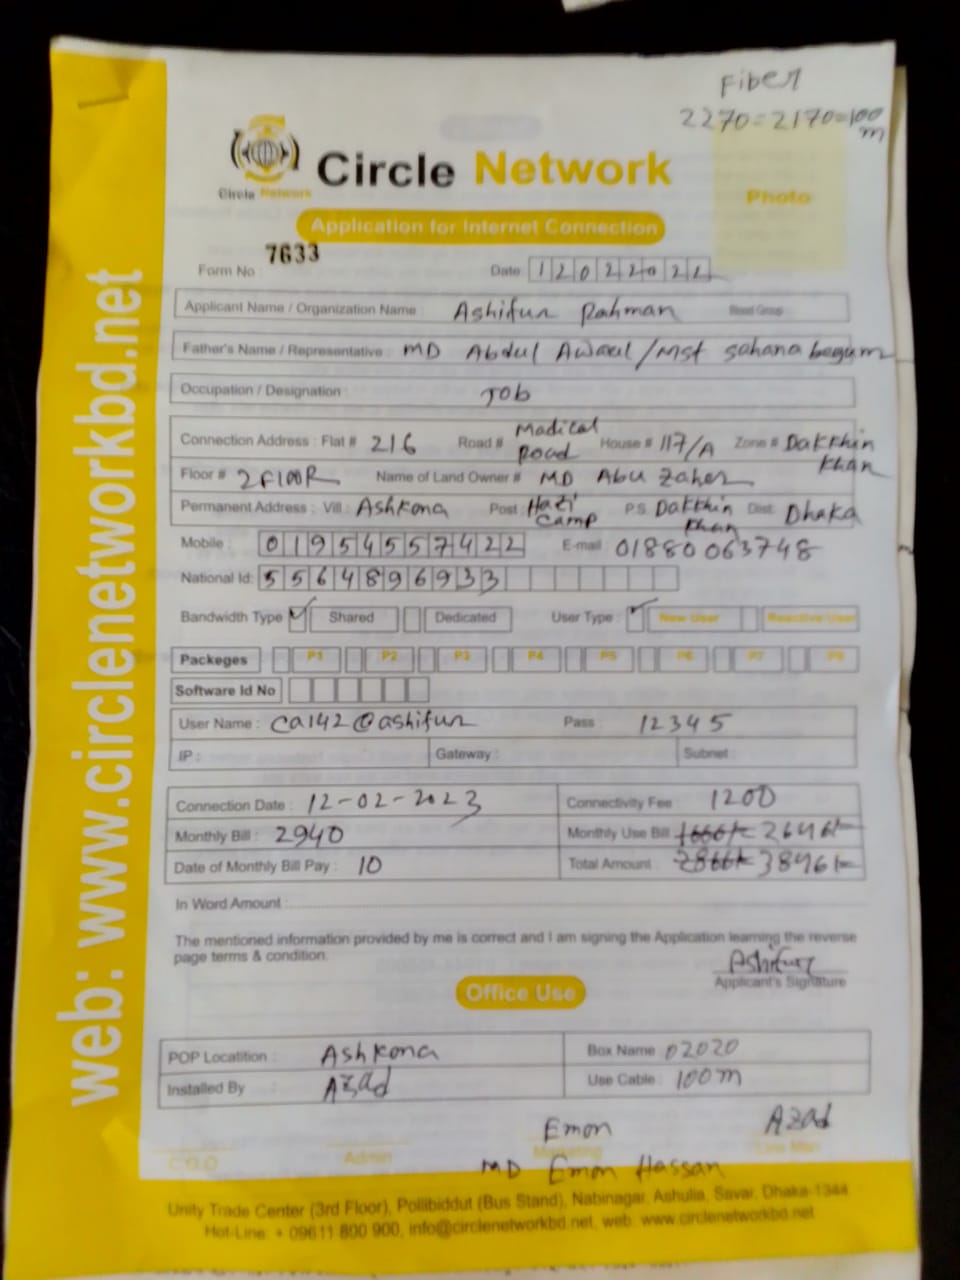 Fiber
2270=2170=100
m
Circle Network
Circle Network
Photo
Application for Internet Connection
Form No : 7633
Date 12022022
Applicant Name / Organization Name : Ashifur Rahman Blood Group :
Father's Name / Representative : MD Abdul Awaul/Mst sahana begum
Occupation / Designation : Job
Connection Address : Flat # 216 Road # Madical Road House # 117/A Zone # Dakkhin Khan
Floor # 2 Floor Name of Land Owner # MD Abu Zaher
Permanent Address : Vill : Ashkona Post : Hazi Camp P.S. Dakkhin Khan Dist: Dhaka
Mobile : 01954557422 E-mail : 01880063748
National Id: 5564896933
Bandwidth Type ✓ Shared Dedicated User Type : ✓ New User Reactive User
Packeges P1 P2 P3 P4 P5 P6 P7 P8
Software Id No
User Name : ca142@ashifur Pass : 12345
IP : Gateway : Subnet :
Connection Date : 12-02-2023 Connectivity Fee : 1200
Monthly Bill : 2940 Monthly Use Bill : 2646/-
Date of Monthly Bill Pay : 10 Total Amount : 3846/-
In Word Amount :
The mentioned information provided by me is correct and I am signing the Application learning the reverse
page terms & condition.
Ashifur
Applicant's Signature
Office Use
POP Locatition : Ashkona Box Name : 02020
Installed By : Azad Use Cable : 100m
Emon Azad
C.O.O Admin Marketing Line Man
MD Emon Hassan
Unity Trade Center (3rd Floor), Pollibiddut (Bus Stand), Nabinagar, Ashulia, Savar, Dhaka-1344
Hot-Line: + 09611 800 900, info@circlenetworkbd.net, web: www.circlenetworkbd.net
web: www.circlenetworkbd.net